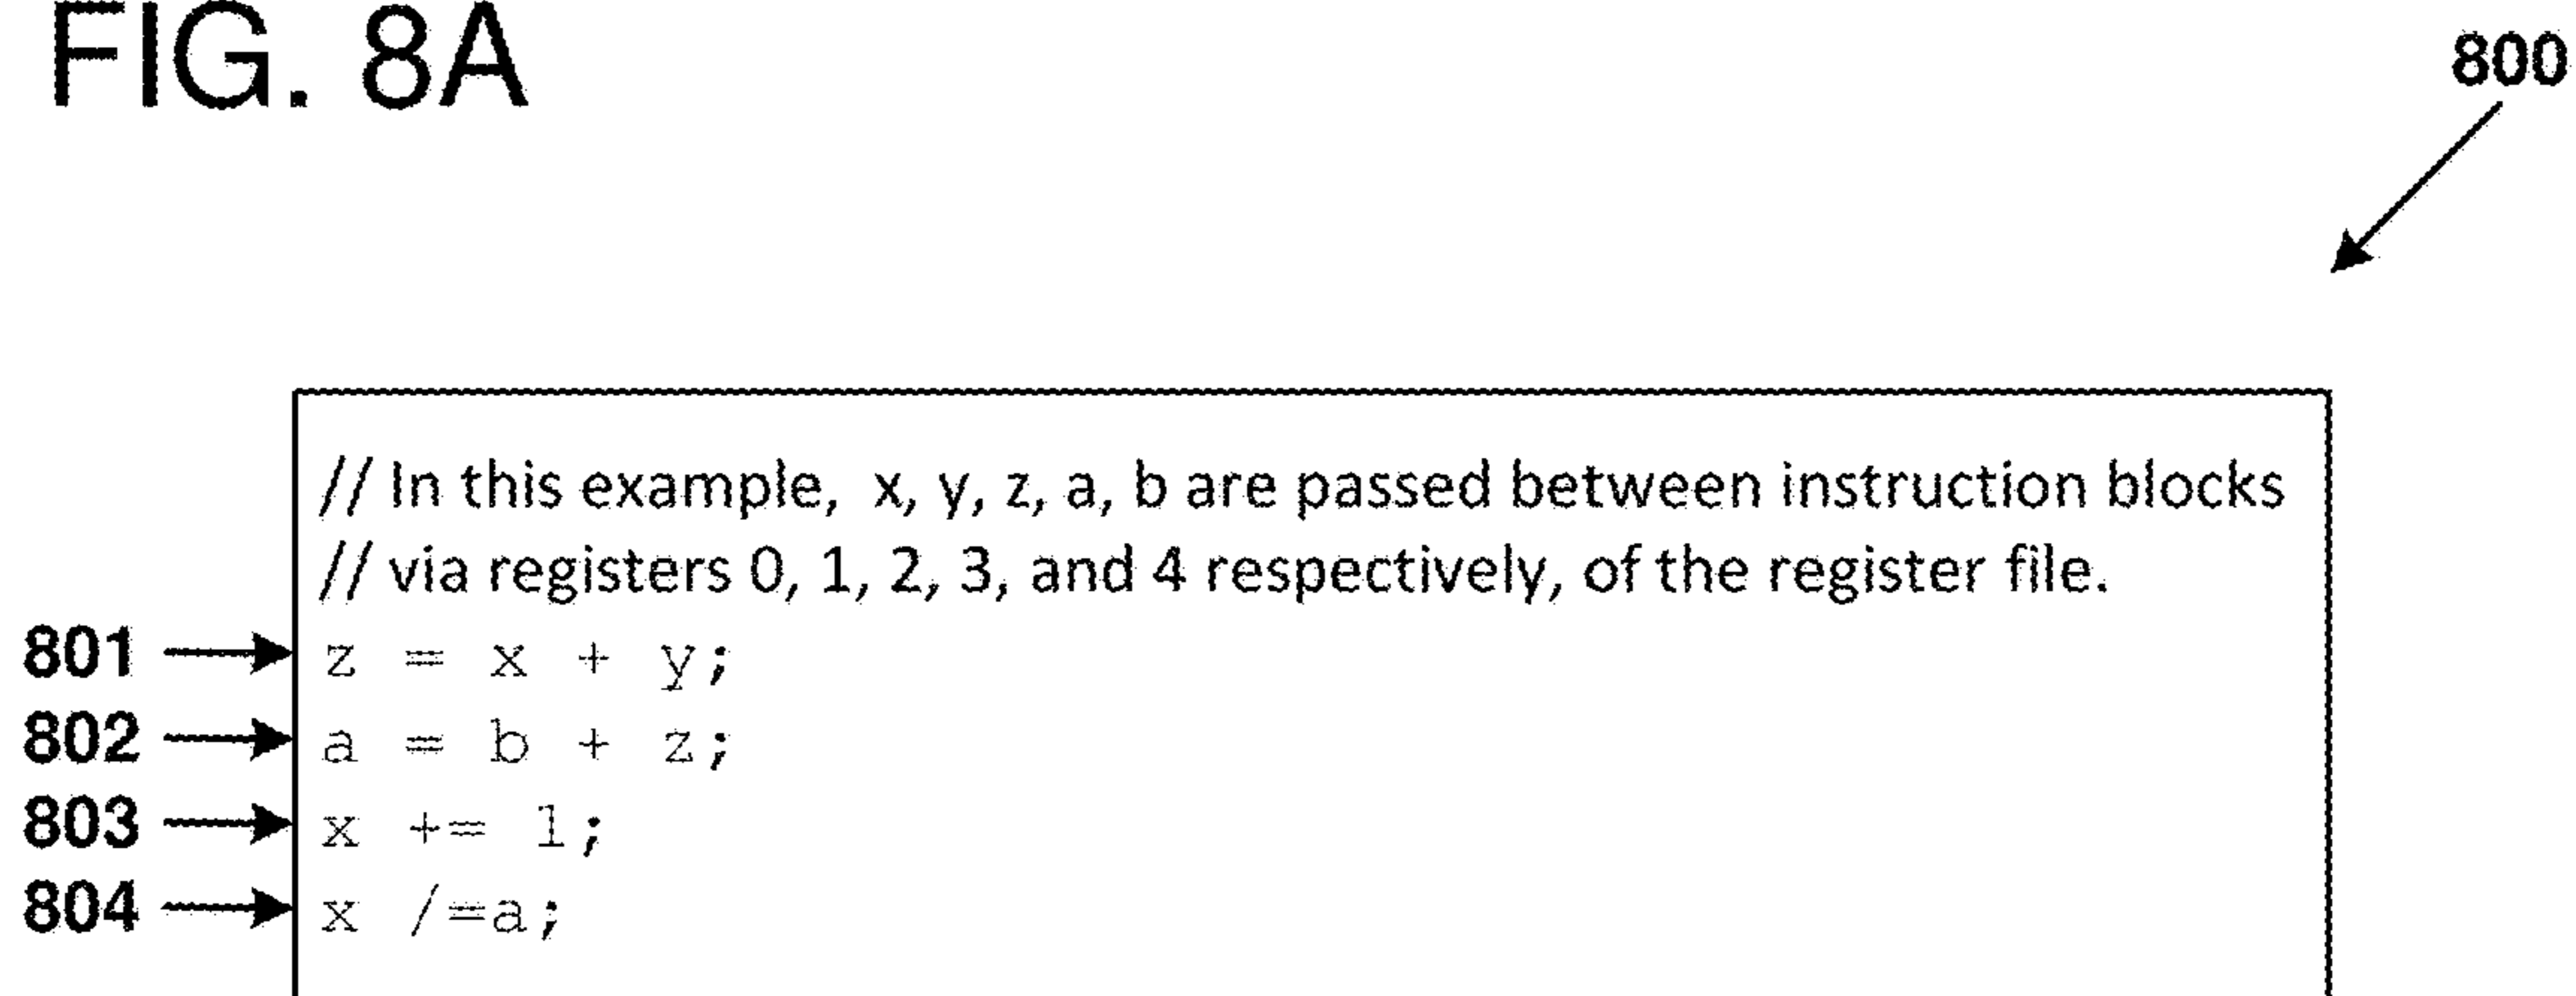 FIG. 8A
800
// In this example, x, y, z, a, b are passed between instruction blocks
// via registers 0, 1, 2, 3, and 4 respectively, of the register file.
801 z = x + y;
802 a = b + z;
803 x += 1;
804 x /=a;